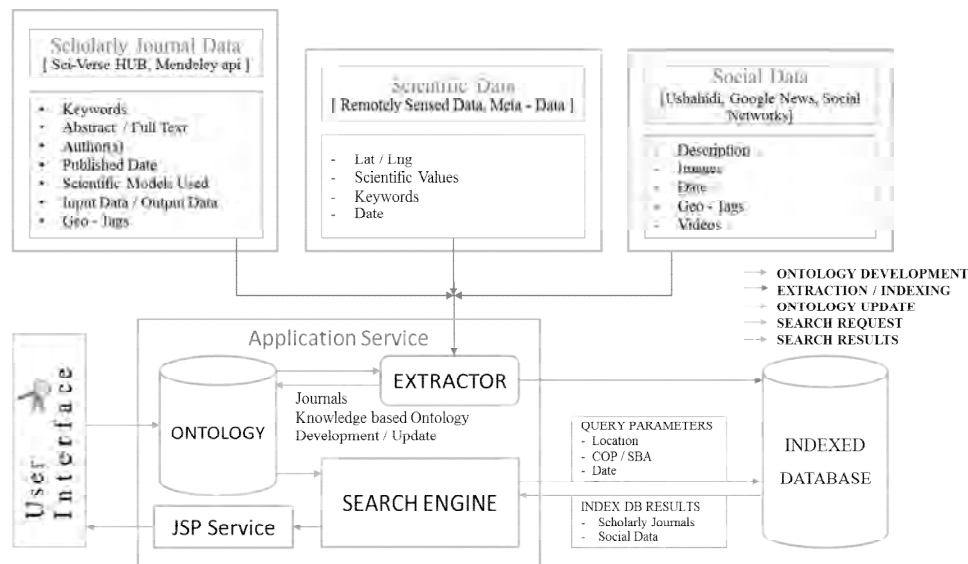 Scholarly Journal Data
[ Sci-Verse HUB, Mendeley api ]
• Keywords
- Abstract / Full Text
• Author(s)
• Published Date
• Scientific Models Used
• Input Data / Output Data
• Geo - Tags
Scientific Data
[ Remotely Sensed Data, Meta - Data ]
- Lat / Lng
- Scientific Values
- Keywords
- Date
Social Data
[Ushahidi, Google News, Social
Networks]
- Description
- Images
- Date
- Geo - Tags
- Videos
ONTOLOGY DEVELOPMENT
EXTRACTION / INDEXING
ONTOLOGY UPDATE
SEARCH REQUEST
SEARCH RESULTS
User
Interface
Application Service
ONTOLOGY
EXTRACTOR
Journals
Knowledge based Ontology
Development / Update
SEARCH ENGINE
JSP Service
QUERY PARAMETERS
- Location
- COP / SBA
- Date
INDEX DB RESULTS
- Scholarly Journals
- Social Data
INDEXED
DATABASE